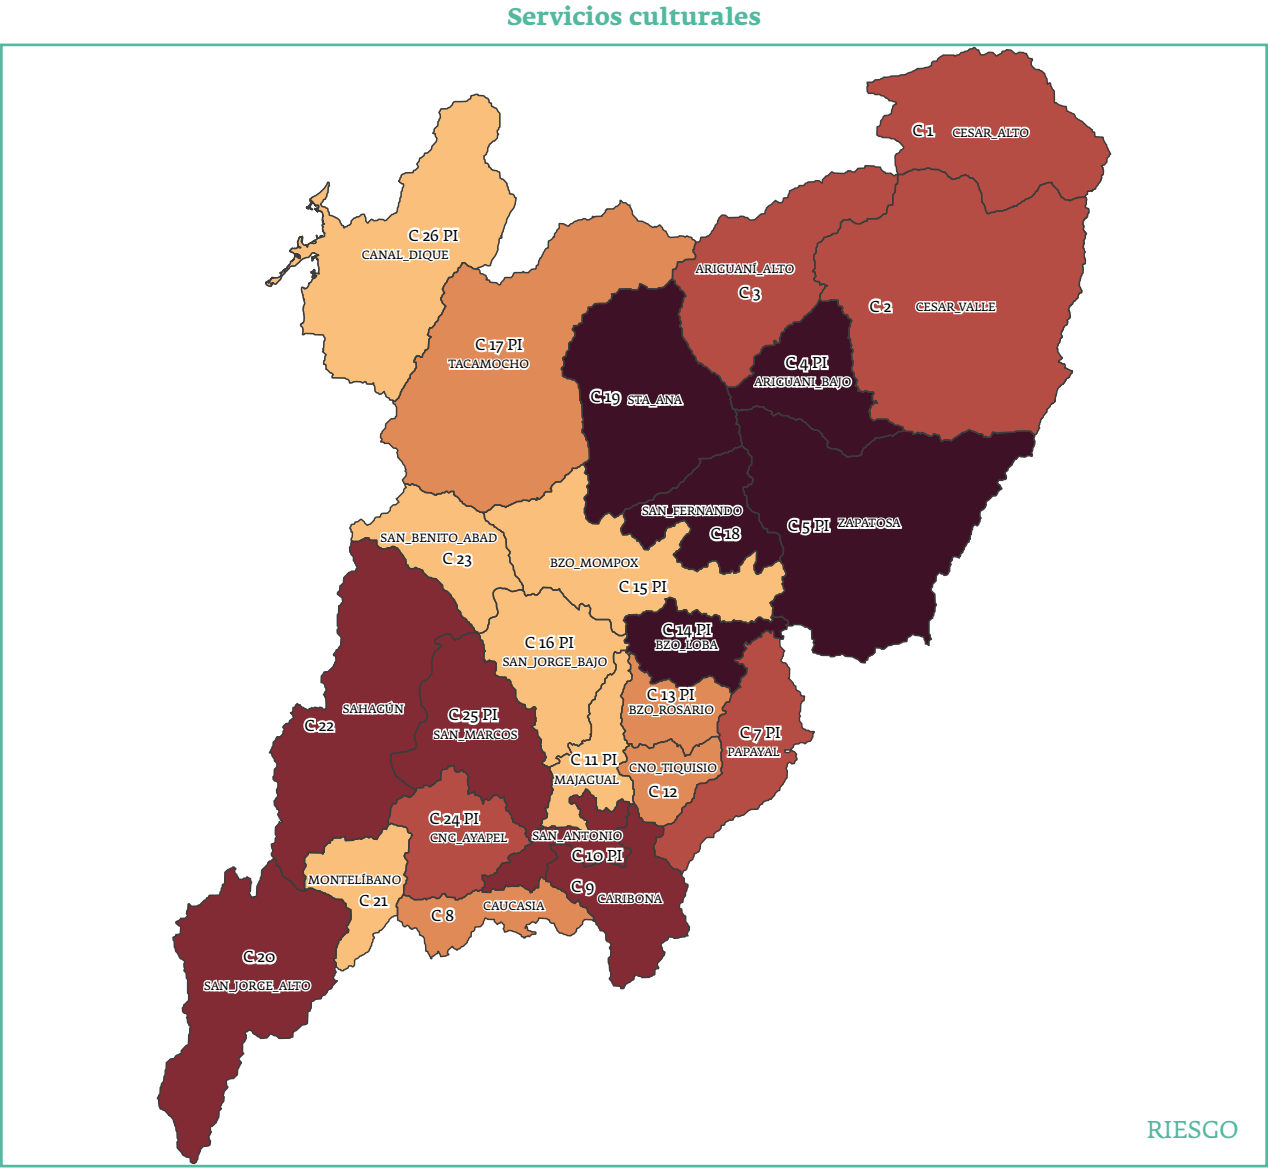 Servicios culturales
C 1 CESAR_ALTO
C 26 PI
CANAL_DIQUE
ARIGUANÍ_ALTO
C 3
C 2 CESAR_VALLE
C 17 PI
TACAMOCHO
C 4 PI
ARIGUANI_BAJO
C 19 STA_ANA
SAN_FERNANDO
C 18
C 5 PI ZAPATOSA
SAN_BENITO_ABAD
C 23
BZO_MOMPOX
C 15 PI
C 14 PI
BZO_LOBA
C 16 PI
SAN_JORGE_BAJO
C 13 PI
BZO_ROSARIO
SAHAGÚN
C 22
C 25 PI
SAN_MARCOS
C 7 PI
PAPAYAL
C 11 PI
MAJAGUAL
CNO_TIQUISIO
C 12
C 24 PI
CNG_AYAPEL
SAN_ANTONIO
C 10 PI
MONTELÍBANO
C 21
C 9
CARIBONA
C 8 CAUCASIA
C 20
SAN_JORGE_ALTO
RIESGO